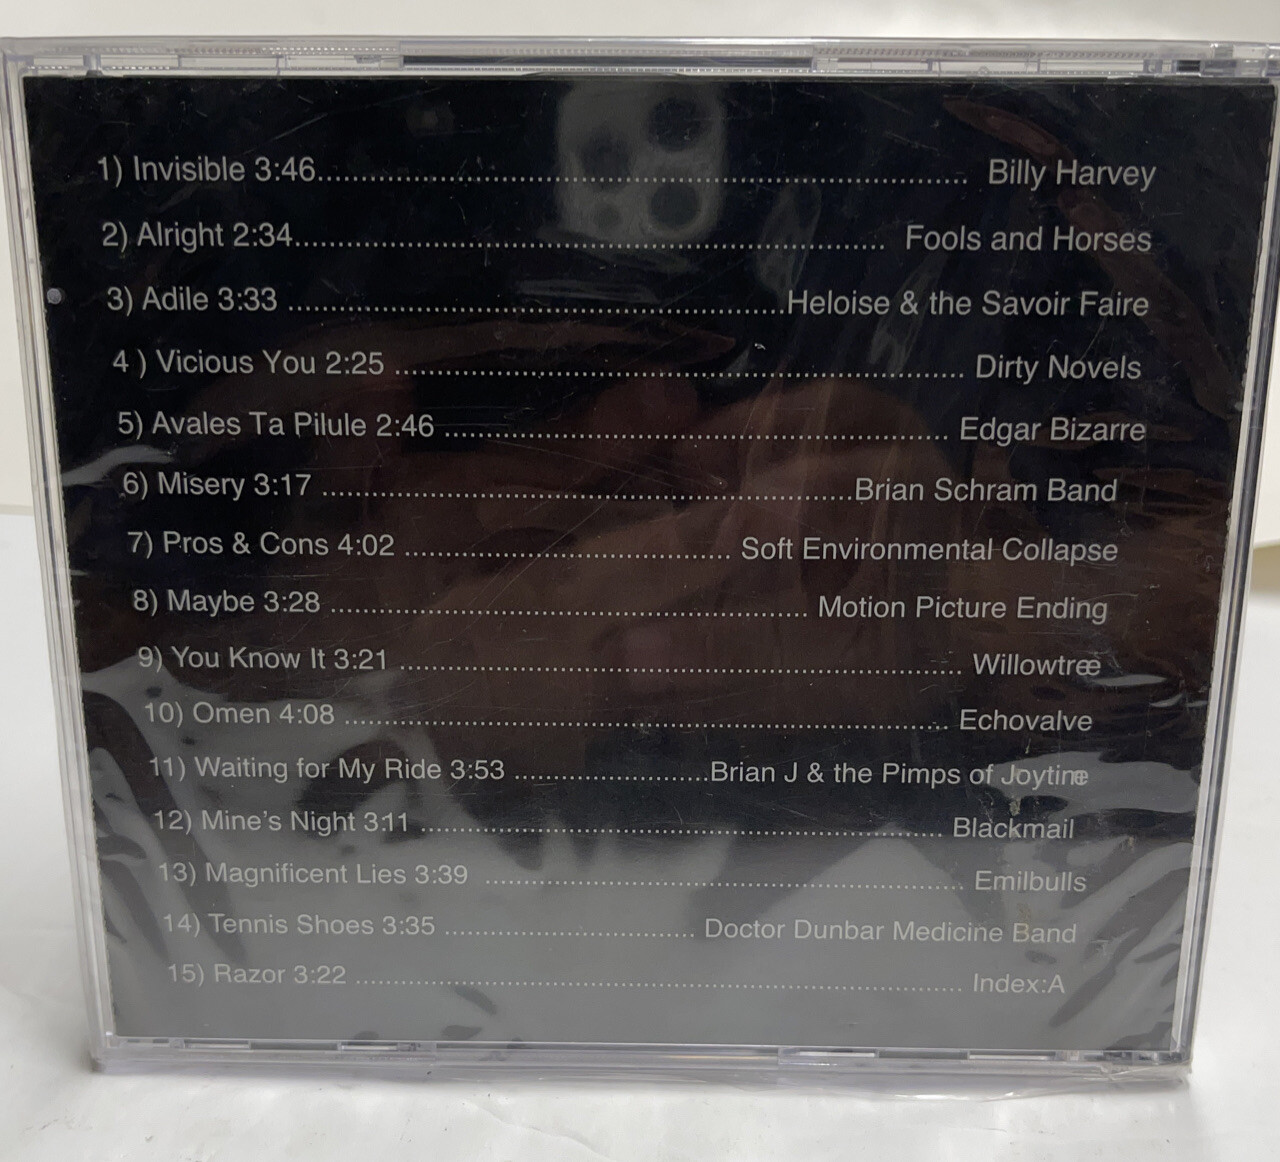 1) Invisible 3:46.................................................................................. Billy Harvey
2) Alright 2:34.......................................................................... Fools and Horses
3) Adile 3:33 ..............................................................Heloise & the Savoir Faire
4 ) Vicious You 2:25 ........................................................................ Dirty Novels
5) Avales Ta Pilule 2:46 ............................................................... Edgar Bizarre
6) Misery 3:17 ...................................................................Brian Schram Band
7) Pros & Cons 4:02 ......................................... Soft Environmental Collapse
8) Maybe 3:28 ............................................................ Motion Picture Ending
9) You Know It 3:21 ....................................................................... Willowtree
10) Omen 4:08 ............................................................................ Echovalve
11) Waiting for My Ride 3:53 ........................Brian J & the Pimps of Joytime
12) Mine's Night 3:11 .................................................................. Blackmail
13) Magnificent Lies 3:39 ............................................................. Emilbulls
14) Tennis Shoes 3:35 ................................ Doctor Dunbar Medicine Band
15) Razor 3:22 .............................................................................. Index:A